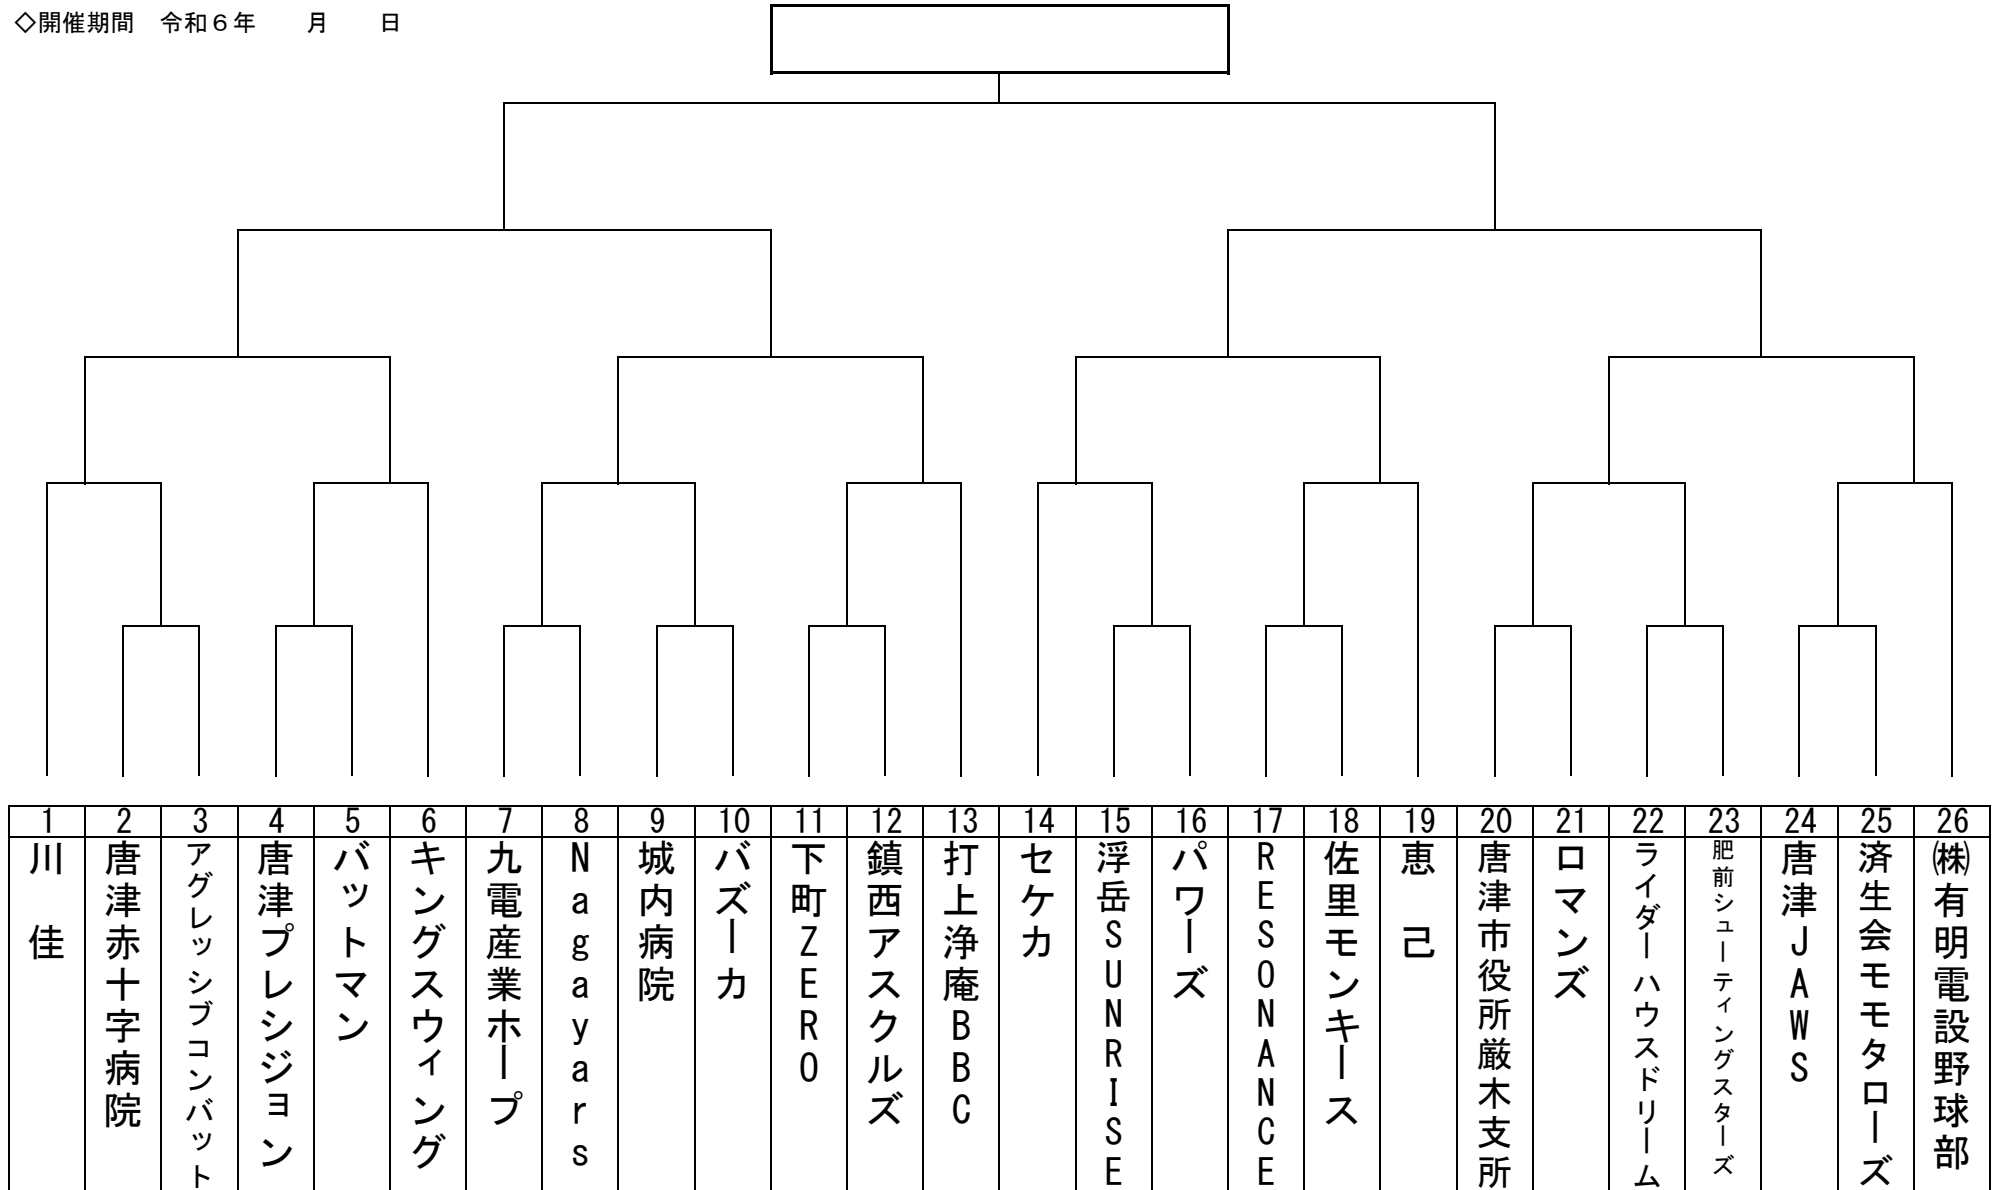 ◇開催期間　令和６年　　月　　日
1
2
3
4
5
6
7
8
9
10
11
12
13
14
15
16
17
18
19
20
21
22
23
24
25
26
川　佳
唐津赤十字病院
アグレッシブコンバット
唐津プレシジョン
バットマン
キングスウィング
九電産業ホープ
Nagayars
城内病院
バズーカ
下町ZERO
鎮西アスクルズ
打上浄庵BBC
セケカ
浮岳SUNRISE
パワーズ
RESONANCE
佐里モンキース
恵　己
唐津市役所厳木支所
ロマンズ
ライダーハウスドリーム
肥前シューティングスターズ
唐津JAWS
済生会モモタローズ
㈱有明電設野球部